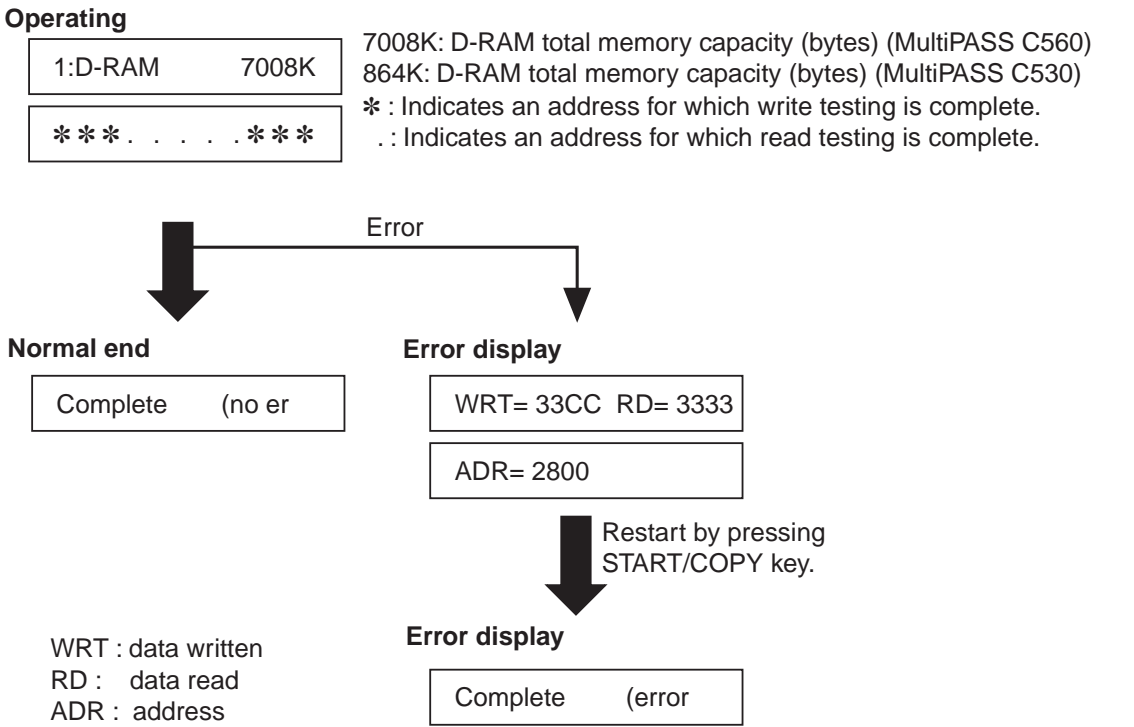 Operating
1:D-RAM 7008K
***. . . . .***
7008K: D-RAM total memory capacity (bytes) (MultiPASS C560)
864K: D-RAM total memory capacity (bytes) (MultiPASS C530)
* : Indicates an address for which write testing is complete.
. : Indicates an address for which read testing is complete.
Error
Normal end
Complete (no er
Error display
WRT= 33CC RD= 3333
ADR= 2800
Restart by pressing
START/COPY key.
Error display
Complete (error
WRT : data written
RD : data read
ADR : address